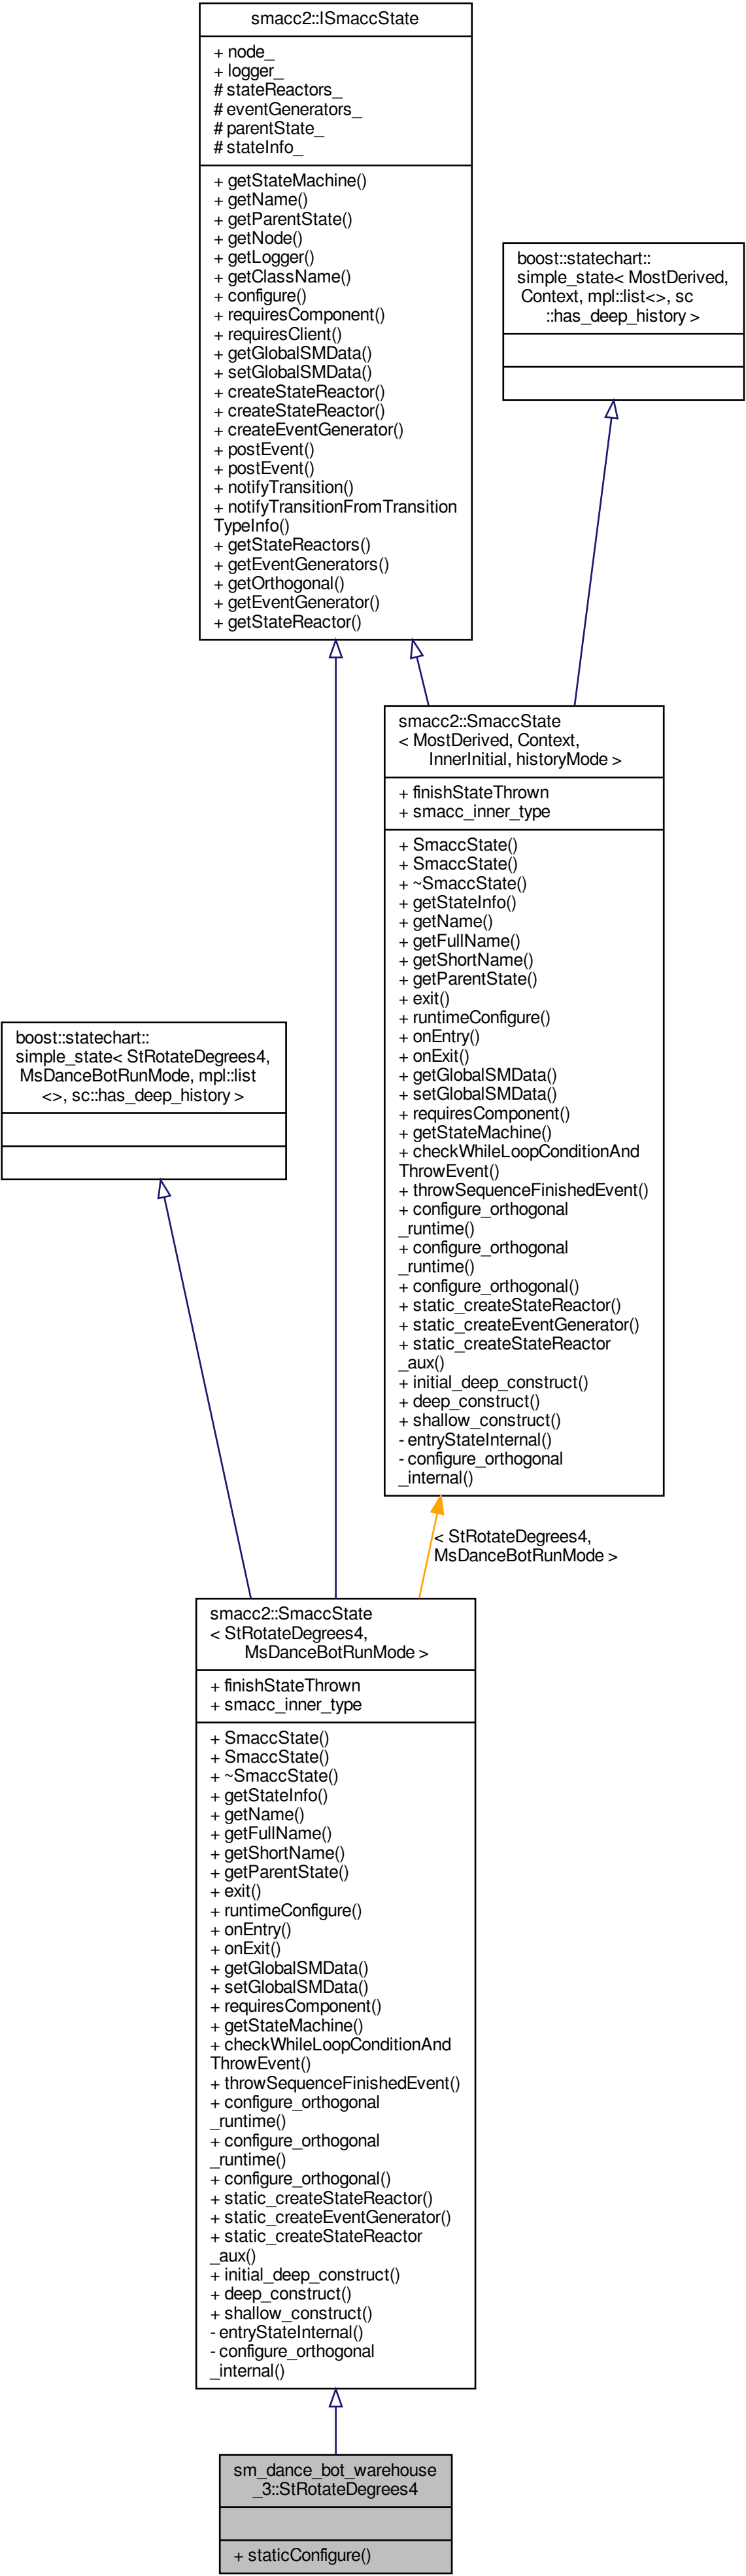 smacc2::ISmaccState
+ node_
+ logger_
# stateReactors_
# eventGenerators_
# parentState_
# stateInfo_
+ getStateMachine()
+ getName()
+ getParentState()
+ getNode()
+ getLogger()
+ getClassName()
+ configure()
+ requiresComponent()
+ requiresClient()
+ getGlobalSMData()
+ setGlobalSMData()
+ createStateReactor()
+ createStateReactor()
+ createEventGenerator()
+ postEvent()
+ postEvent()
+ notifyTransition()
+ notifyTransitionFromTransition
TypeInfo()
+ getStateReactors()
+ getEventGenerators()
+ getOrthogonal()
+ getEventGenerator()
+ getStateReactor()
boost::statechart::
simple_state< MostDerived,
Context, mpl::list<>, sc
::has_deep_history >
smacc2::SmaccState
< MostDerived, Context,
InnerInitial, historyMode >
+ finishStateThrown
+ smacc_inner_type
+ SmaccState()
+ SmaccState()
+ ~SmaccState()
+ getStateInfo()
+ getName()
+ getFullName()
+ getShortName()
+ getParentState()
+ exit()
+ runtimeConfigure()
+ onEntry()
+ onExit()
+ getGlobalSMData()
+ setGlobalSMData()
+ requiresComponent()
+ getStateMachine()
+ checkWhileLoopConditionAnd
ThrowEvent()
+ throwSequenceFinishedEvent()
+ configure_orthogonal
_runtime()
+ configure_orthogonal
_runtime()
+ configure_orthogonal()
+ static_createStateReactor()
+ static_createEventGenerator()
+ static_createStateReactor
_aux()
+ initial_deep_construct()
+ deep_construct()
+ shallow_construct()
- entryStateInternal()
- configure_orthogonal
_internal()
boost::statechart::
simple_state< StRotateDegrees4,
MsDanceBotRunMode, mpl::list
<>, sc::has_deep_history >
< StRotateDegrees4,
MsDanceBotRunMode >
smacc2::SmaccState
< StRotateDegrees4,
MsDanceBotRunMode >
+ finishStateThrown
+ smacc_inner_type
+ SmaccState()
+ SmaccState()
+ ~SmaccState()
+ getStateInfo()
+ getName()
+ getFullName()
+ getShortName()
+ getParentState()
+ exit()
+ runtimeConfigure()
+ onEntry()
+ onExit()
+ getGlobalSMData()
+ setGlobalSMData()
+ requiresComponent()
+ getStateMachine()
+ checkWhileLoopConditionAnd
ThrowEvent()
+ throwSequenceFinishedEvent()
+ configure_orthogonal
_runtime()
+ configure_orthogonal
_runtime()
+ configure_orthogonal()
+ static_createStateReactor()
+ static_createEventGenerator()
+ static_createStateReactor
_aux()
+ initial_deep_construct()
+ deep_construct()
+ shallow_construct()
- entryStateInternal()
- configure_orthogonal
_internal()
sm_dance_bot_warehouse
_3::StRotateDegrees4
+ staticConfigure()